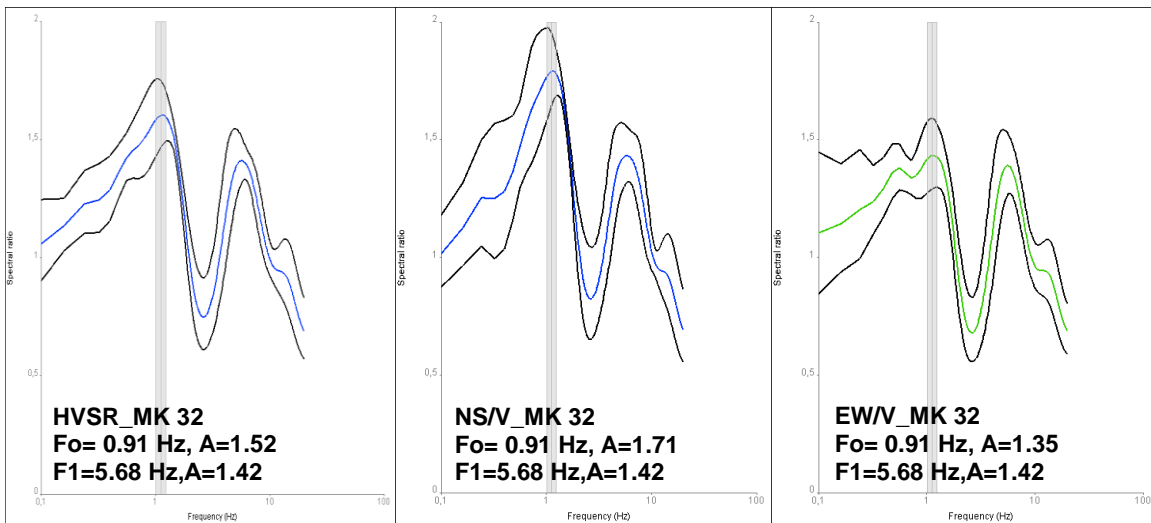 2
1,5
1
0,5
0
Spectral ratio
0,1
1
10
100
Frequency (Hz)
HVSR_MK 32
Fo= 0.91 Hz, A=1.52
F1=5.68 Hz,A=1.42
2
1,5
1
0,5
0
Spectral ratio
0,1
1
10
100
Frequency (Hz)
NS/V_MK 32
Fo= 0.91 Hz, A=1.71
F1=5.68 Hz,A=1.42
2
1,5
1
0,5
0
Spectral ratio
0,1
1
10
100
Frequency (Hz)
EW/V_MK 32
Fo= 0.91 Hz, A=1.35
F1=5.68 Hz,A=1.42